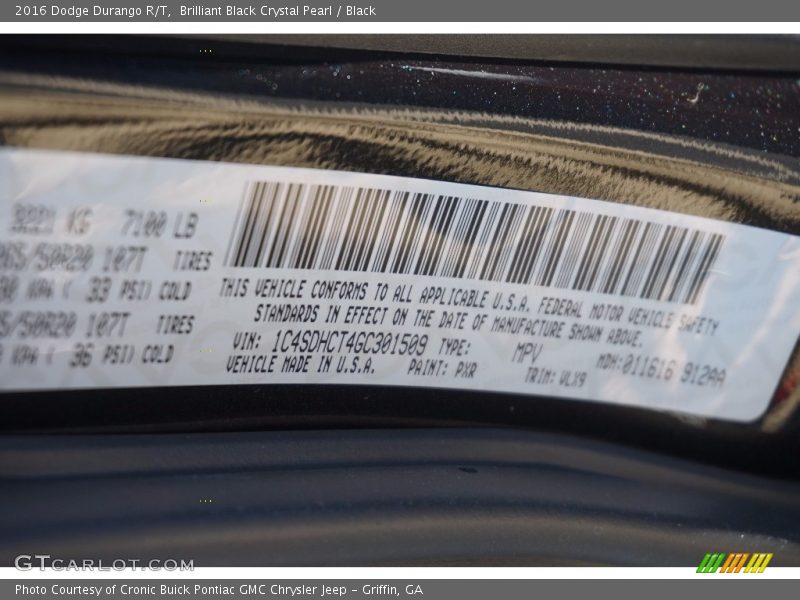 2016 Dodge Durango R/T,  Brilliant Black Crystal Pearl / Black
3221 KG 7100 LB
/50R20 107T TIRES
KPA ( 33 PSI) COLD
/50R20 107T TIRES
KPA ( 36 PSI) COLD
THIS VEHICLE CONFORMS TO ALL APPLICABLE U.S.A. FEDERAL MOTOR VEHICLE SAFETY
STANDARDS IN EFFECT ON THE DATE OF MANUFACTURE SHOWN ABOVE.
VIN: 1C4SDHCT4GC301509 TYPE: MPV MDH:011616 912AA
VEHICLE MADE IN U.S.A. PAINT: PXR TRIM: VLX9
GTCARLOT.COM
Photo Courtesy of Cronic Buick Pontiac GMC Chrysler Jeep - Griffin, GA